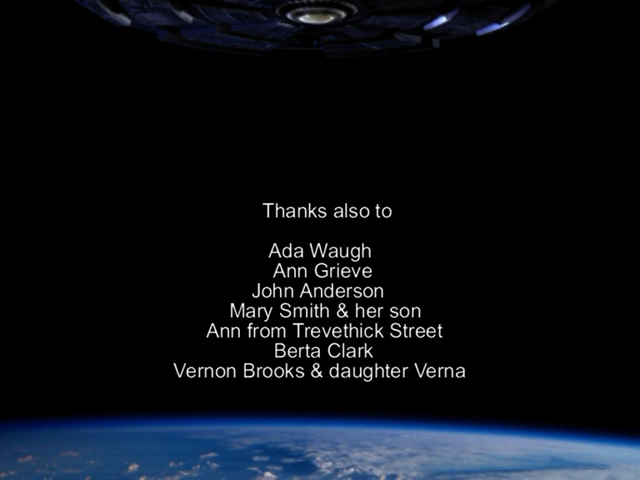 Thanks also to
Ada Waugh
Ann Grieve
John Anderson
Mary Smith & her son
Ann from Trevethick Street
Berta Clark
Vernon Brooks & daughter Verna